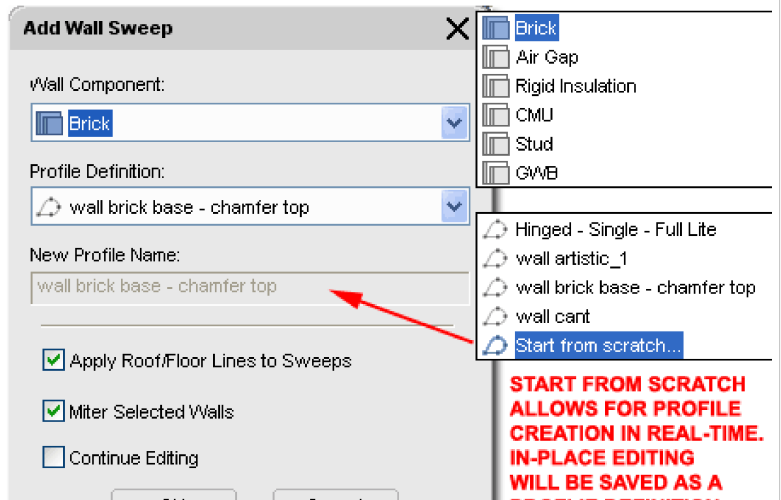 Add Wall Sweep
Wall Component:
Brick
Profile Definition:
wall brick base - chamfer top
New Profile Name:
wall brick base - chamfer top
Apply Roof/Floor Lines to Sweeps
Miter Selected Walls
Continue Editing
Brick
Air Gap
Rigid Insulation
CMU
Stud
GWB
Hinged - Single - Full Lite
wall artistic_1
wall brick base - chamfer top
wall cant
Start from scratch...
START FROM SCRATCH
ALLOWS FOR PROFILE
CREATION IN REAL-TIME.
IN-PLACE EDITING
WILL BE SAVED AS A